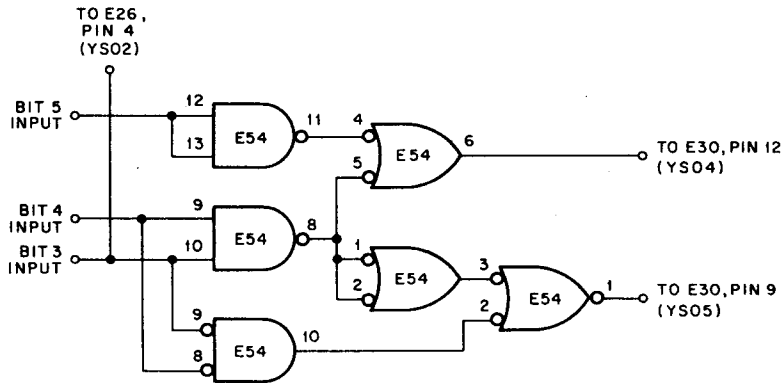 TO E26,
PIN 4
(YS02)
BIT 5
INPUT
12
13
E54
11
4
5
E54
6
TO E30, PIN 12
(YS04)
BIT 4
INPUT
BIT 3
INPUT
9
10
E54
8
1
2
E54
3
2
E54
1
TO E30, PIN 9
(YS05)
9
8
E54
10